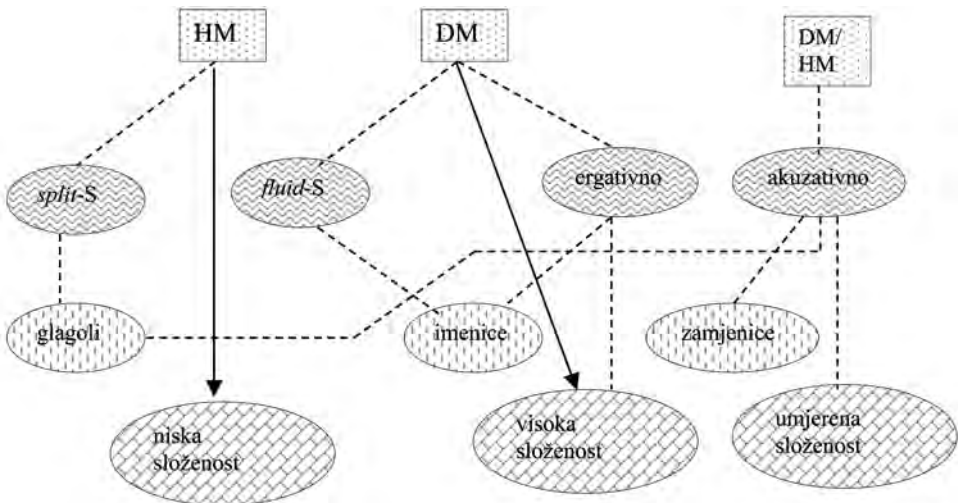 HM
DM
DM/
HM
split-S
fluid-S
ergativno
akuzativno
glagoli
imenice
zamjenice
niska
složenost
visoka
složenost
umjerena
složenost